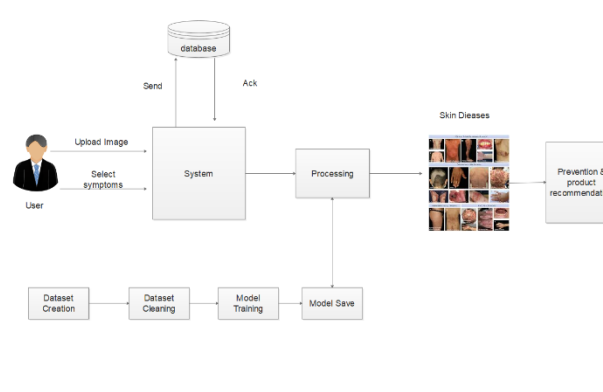 database
Send
Ack
Skin Dieases
Upload Image
Select
symptoms
User
System
Processing
Prevention &
product
recommendat
Dataset
Creation
Dataset
Cleaning
Model
Training
Model Save